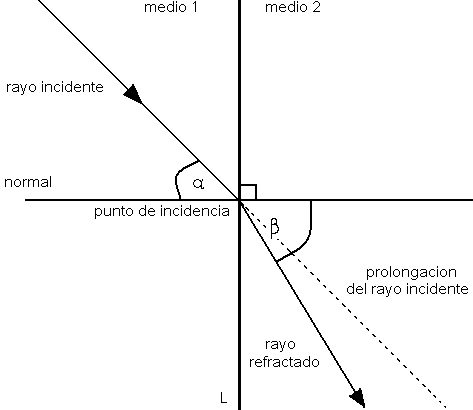 medio 1
medio 2
rayo incidente
α
normal
punto de incidencia
β
prolongacion
del rayo incidente
rayo
refractado
L